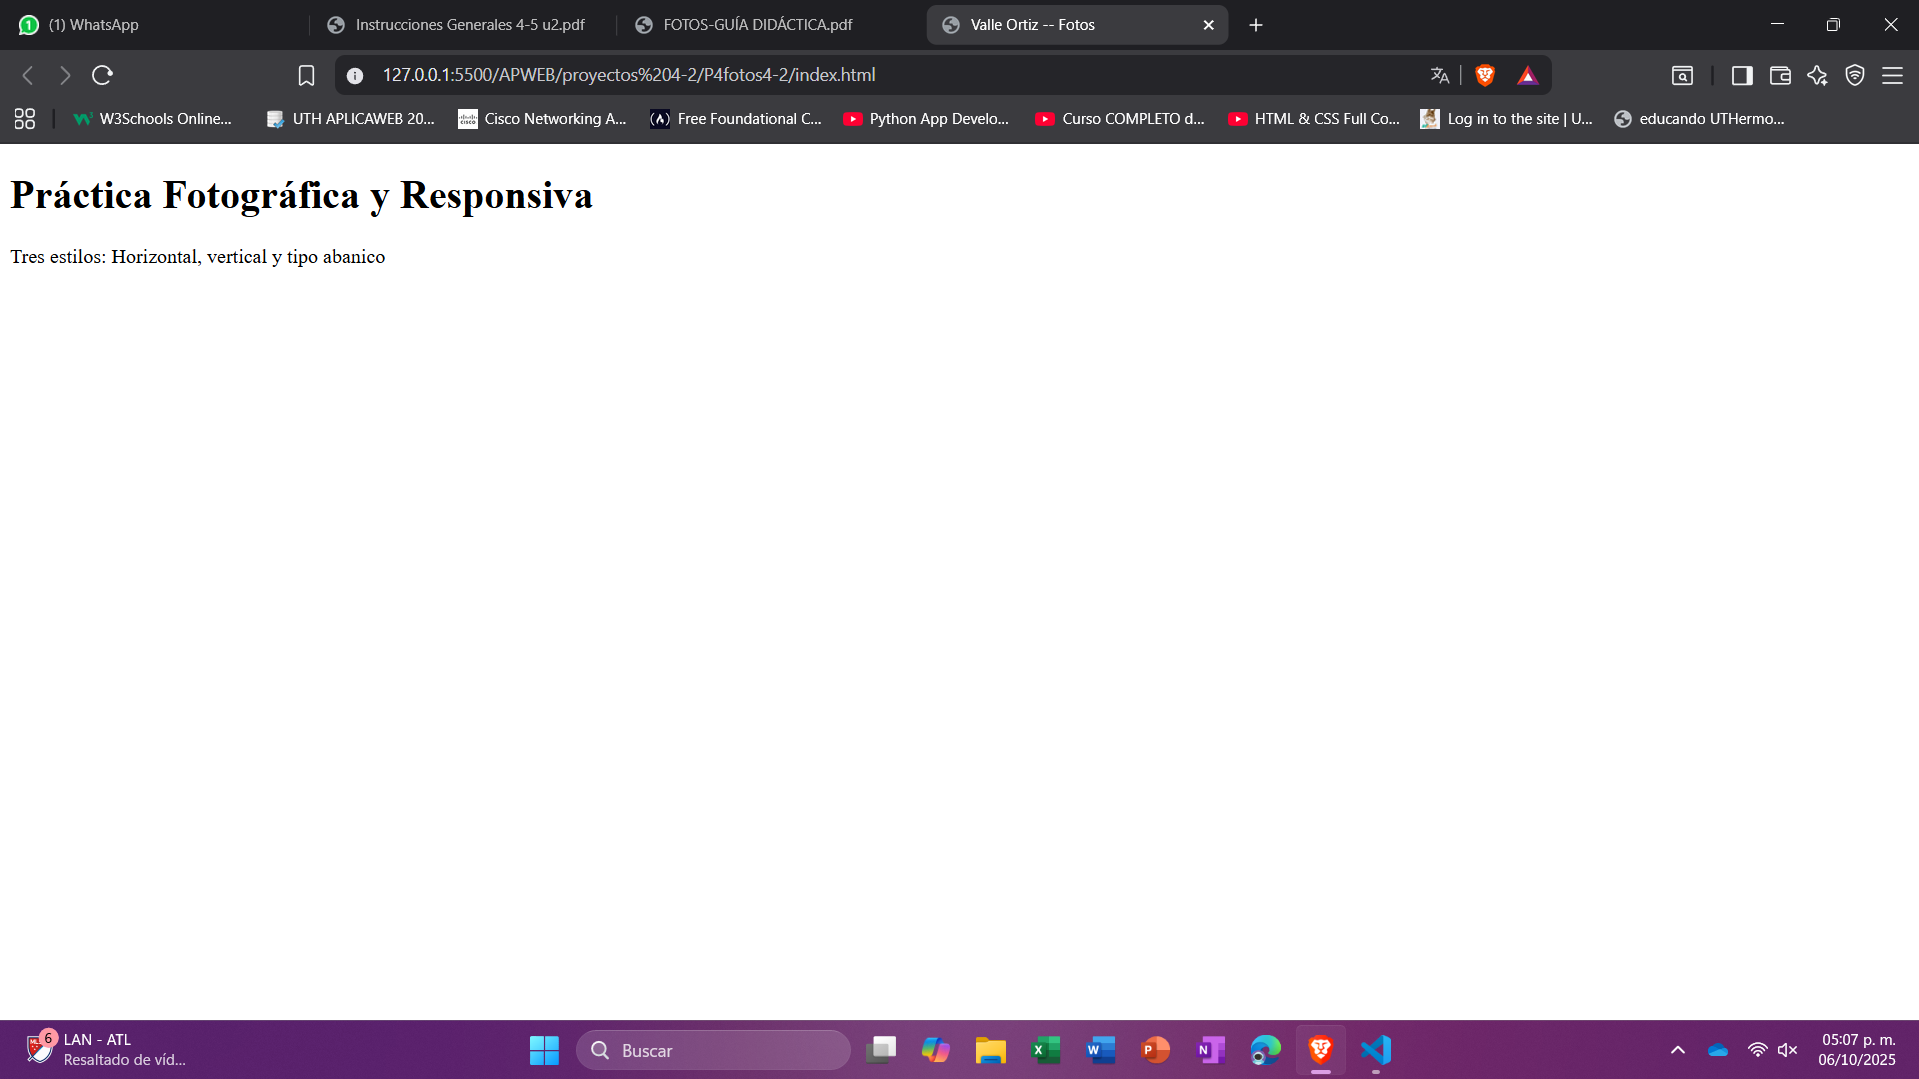 (1) WhatsApp
Instrucciones Generales 4-5 u2.pdf
FOTOS-GUÍA DIDÁCTICA.pdf
Valle Ortiz -- Fotos
127.0.0.1:5500/APWEB/proyectos%204-2/P4fotos4-2/index.html
W3Schools Online...
UTH APLICAWEB 20...
Cisco Networking A...
Free Foundational C...
Python App Develo...
Curso COMPLETO d...
HTML & CSS Full Co...
Log in to the site | U...
educando UTHermo...
Práctica Fotográfica y Responsiva
Tres estilos: Horizontal, vertical y tipo abanico
6
LAN - ATL
Resaltado de víd...
Buscar
05:07 p. m.
06/10/2025